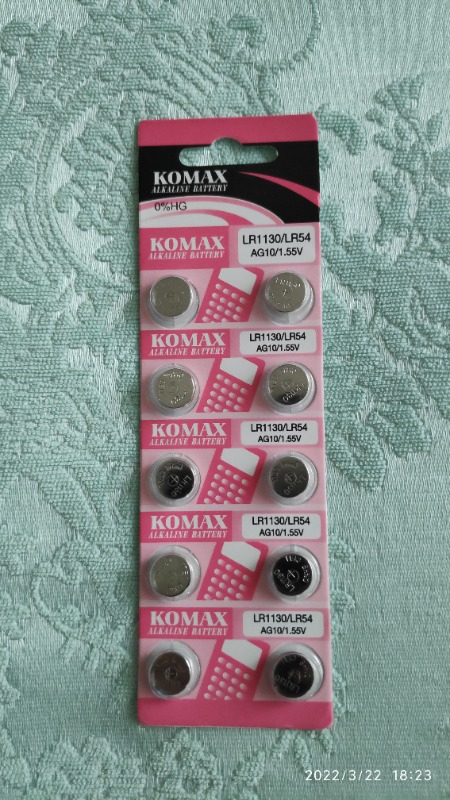 KOMAX
ALKALINE BATTERY
0%HG
KOMAX
ALKALINE BATTERY
LR1130/LR54
AG10/1.55V
KOMAX
ALKALINE BATTERY
LR1130/LR54
AG10/1.55V
KOMAX
ALKALINE BATTERY
LR1130/LR54
AG10/1.55V
KOMAX
ALKALINE BATTERY
LR1130/LR54
AG10/1.55V
KOMAX
ALKALINE BATTERY
LR1130/LR54
AG10/1.55V
2022/3/22 18:23